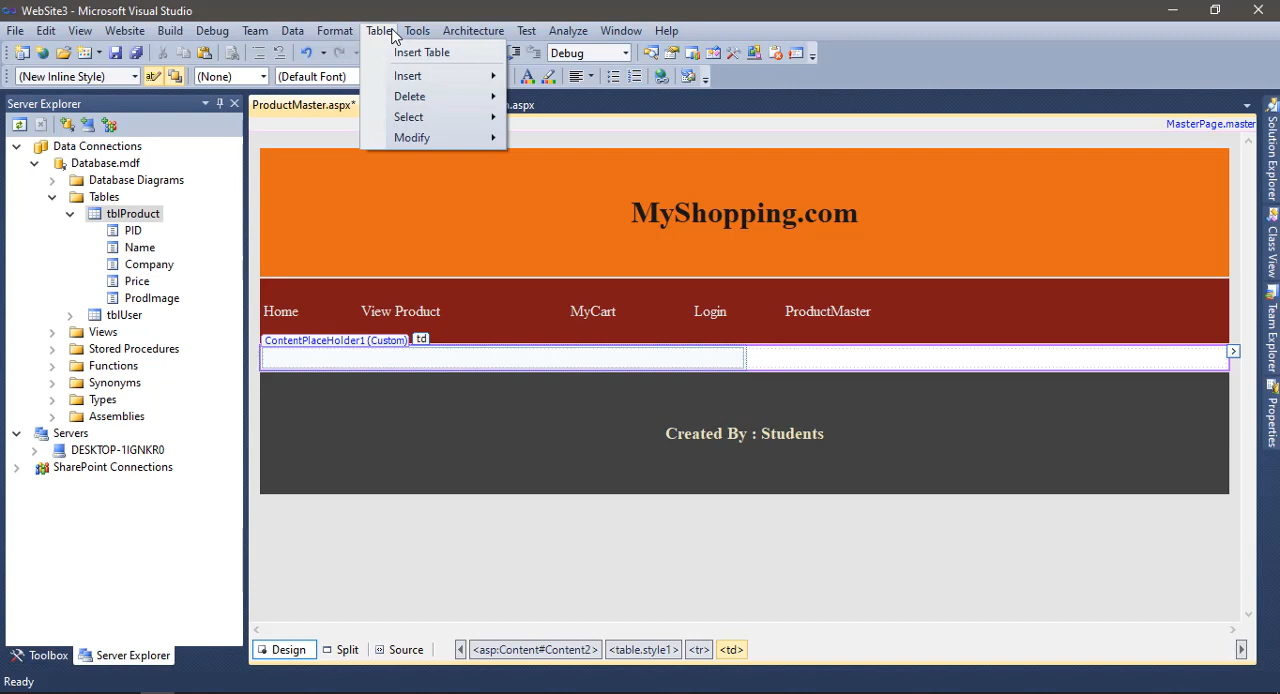 WebSite3 - Microsoft Visual Studio
File Edit View Website Build Debug Team Data Format Table Tools Architecture Test Analyze Window Help
Debug
(New Inline Style) (None) (Default Font)
Insert Table
Insert
Delete
Select
Modify
Server Explorer
ProductMaster.aspx*
.aspx
MasterPage.master
Data Connections
Database.mdf
Database Diagrams
Tables
tblProduct
PID
Name
Company
Price
ProdImage
tblUser
Views
Stored Procedures
Functions
Synonyms
Types
Assemblies
Servers
DESKTOP-1IGNKR0
SharePoint Connections
MyShopping.com
Home View Product MyCart Login ProductMaster
ContentPlaceHolder1 (Custom) td
Created By : Students
Solution Explorer
Class View
Team Explorer
Properties
Design Split Source <asp:Content#Content2> <table.style1> <tr> <td>
Toolbox Server Explorer
Ready